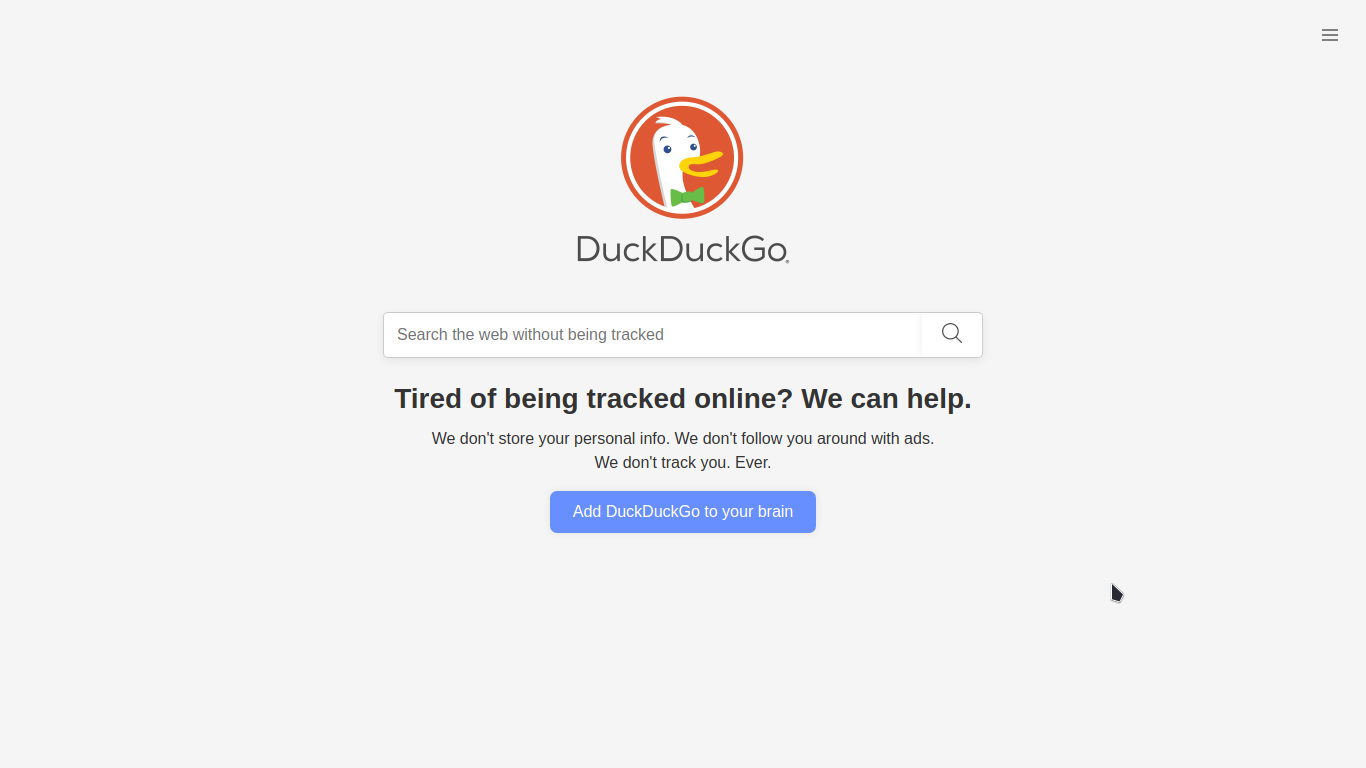 DuckDuckGo®
Search the web without being tracked
Tired of being tracked online? We can help.
We don't store your personal info. We don't follow you around with ads.
We don't track you. Ever.
Add DuckDuckGo to your brain